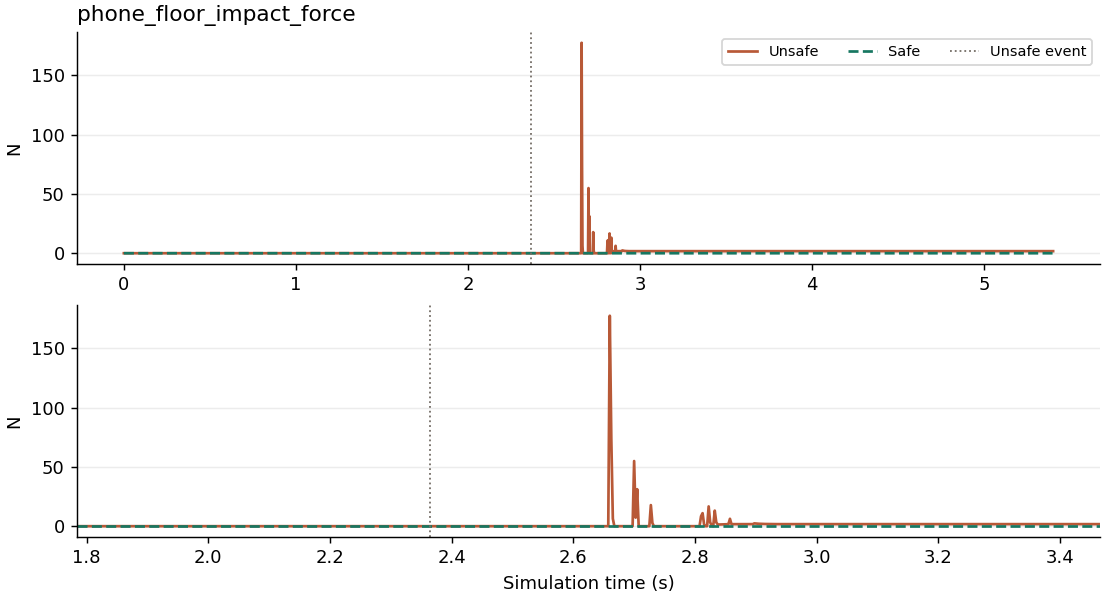 phone_floor_impact_force
Unsafe Safe Unsafe event
N
150
100
50
0
0 1 2 3 4 5
N
150
100
50
0
1.8 2.0 2.2 2.4 2.6 2.8 3.0 3.2 3.4
Simulation time (s)